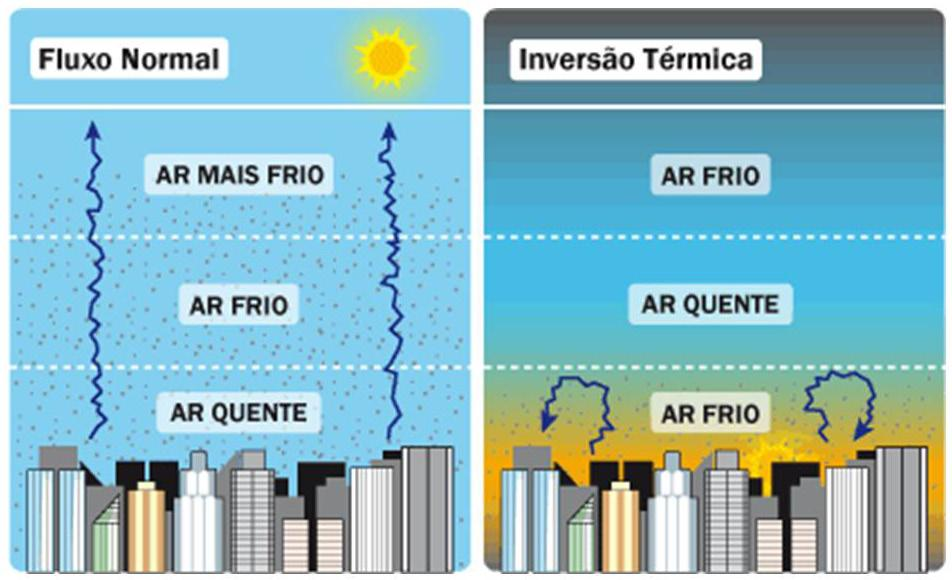 Fluxo Normal
AR MAIS FRIO
AR FRIO
AR QUENTE
Inversão Térmica
AR FRIO
AR QUENTE
AR FRIO